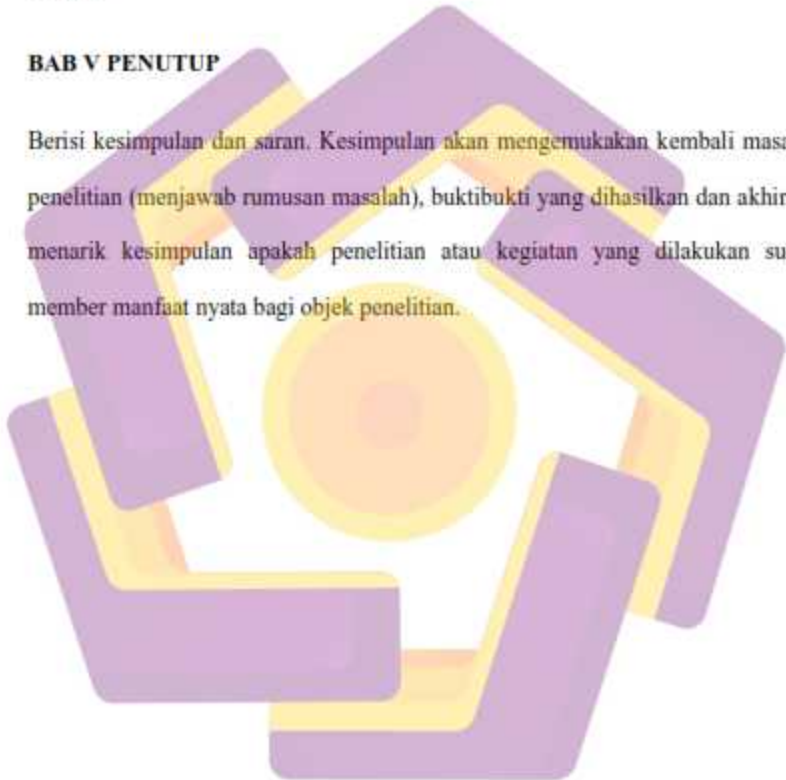 BAB V PENUTUP
Berisi kesimpulan dan saran. Kesimpulan akan mengemukakan kembali masa
penelitian (menjawab rumusan masalah), buktibukti yang dihasilkan dan akhir
menarik kesimpulan apakah penelitian atau kegiatan yang dilakukan su
member manfaat nyata bagi objek penelitian.